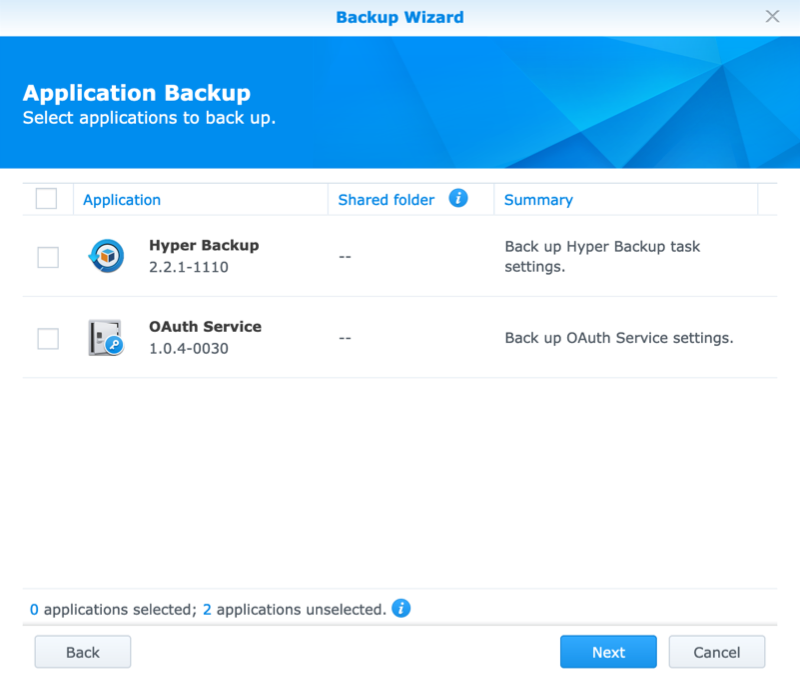 Backup Wizard
Application Backup
Select applications to back up.
Application Shared folder Summary
Hyper Backup
2.2.1-1110
--
Back up Hyper Backup task
settings.
OAuth Service
1.0.4-0030
--
Back up OAuth Service settings.
0 applications selected; 2 applications unselected.
Back Next Cancel